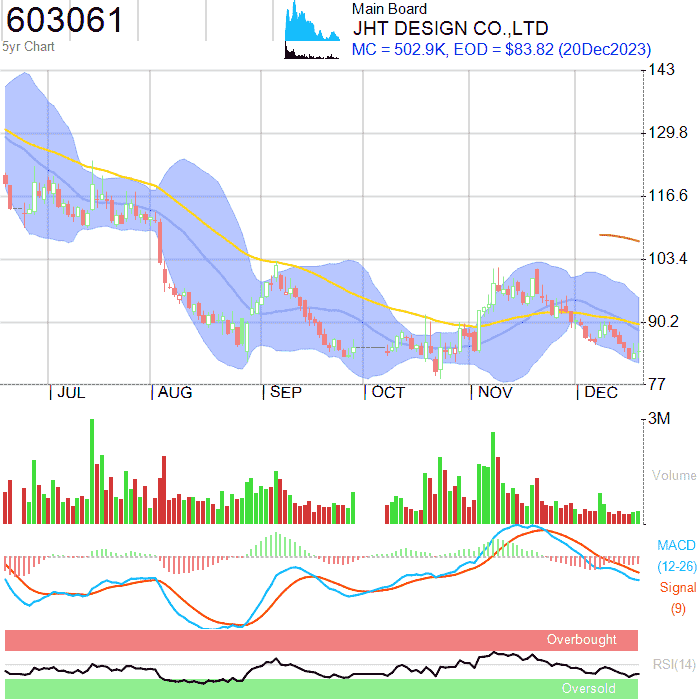 603061
5yr Chart
Main Board
JHT DESIGN CO.,LTD
MC = 502.9K, EOD = $83.82 (20Dec2023)
143
129.8
116.6
103.4
90.2
77
JUL AUG SEP OCT NOV DEC
3M
Volume
MACD
(12-26)
Signal
(9)
Overbought
RSI(14)
Oversold